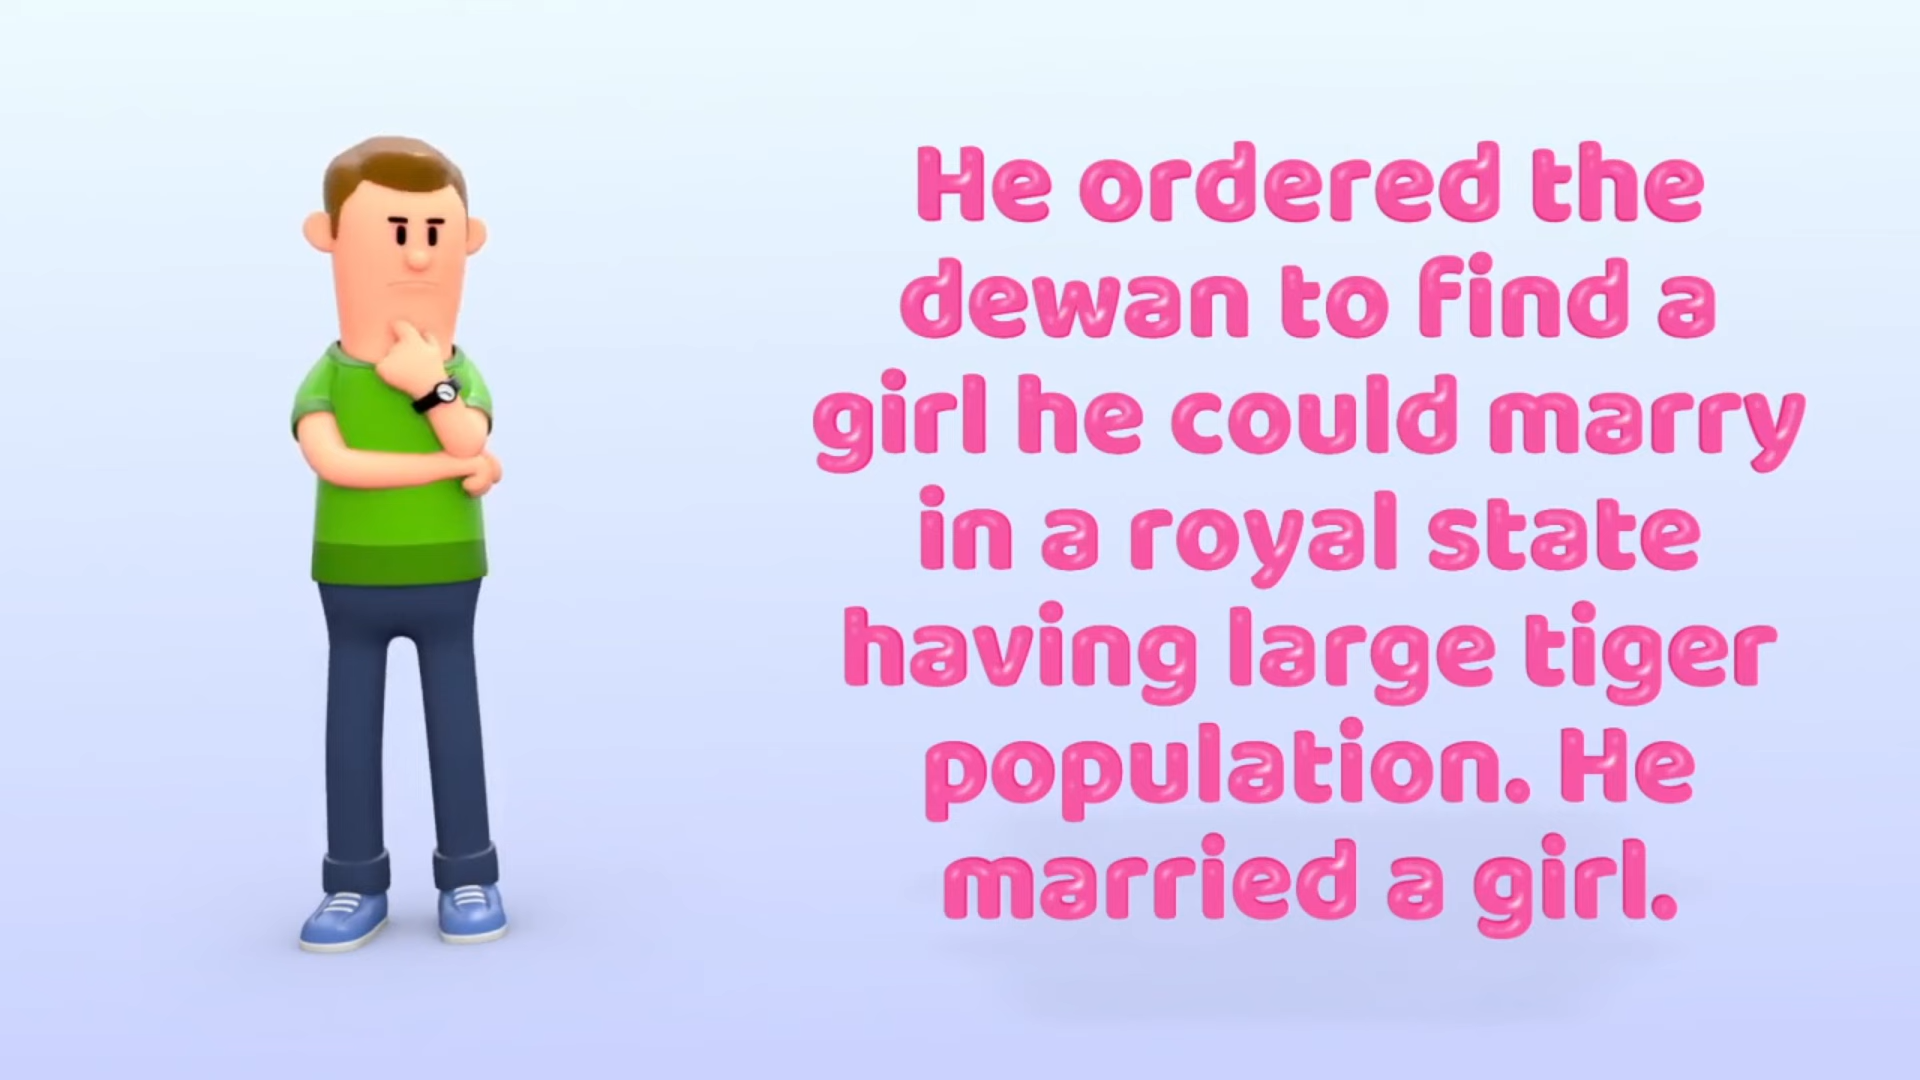 He ordered the
dewan to find a
girl he could marry
in a royal state
having large tiger
population. He
married a girl.